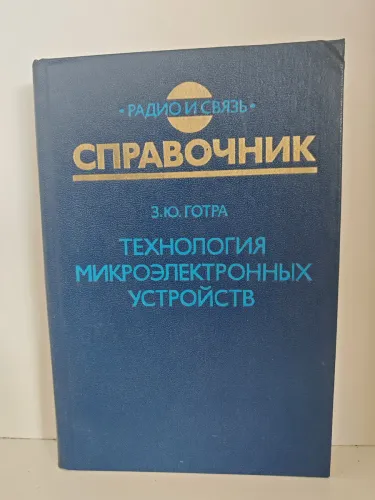 • РАДИО И СВЯЗЬ •
СПРАВОЧНИК
З.Ю. ГОТРА
ТЕХНОЛОГИЯ
МИКРОЭЛЕКТРОННЫХ
УСТРОЙСТВ